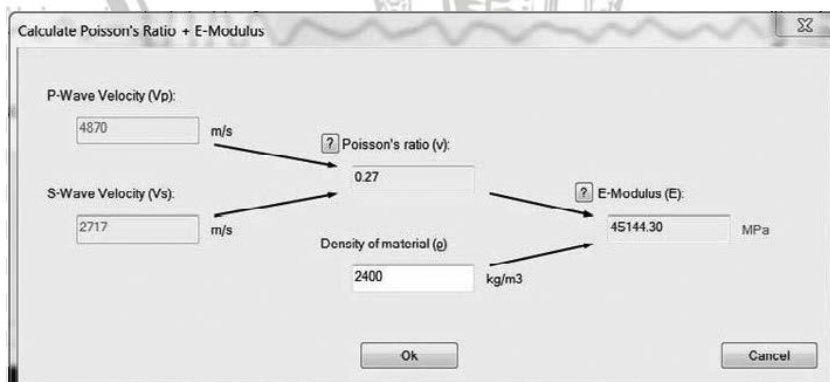 Calculate Poisson's Ratio + E-Modulus
P-Wave Velocity (Vp):
4870 m/s
? Poisson's ratio (v):
0.27
S-Wave Velocity (Vs):
2717 m/s
? E-Modulus (E):
45144.30 MPa
Density of material (ϱ)
2400 kg/m3
Ok Cancel